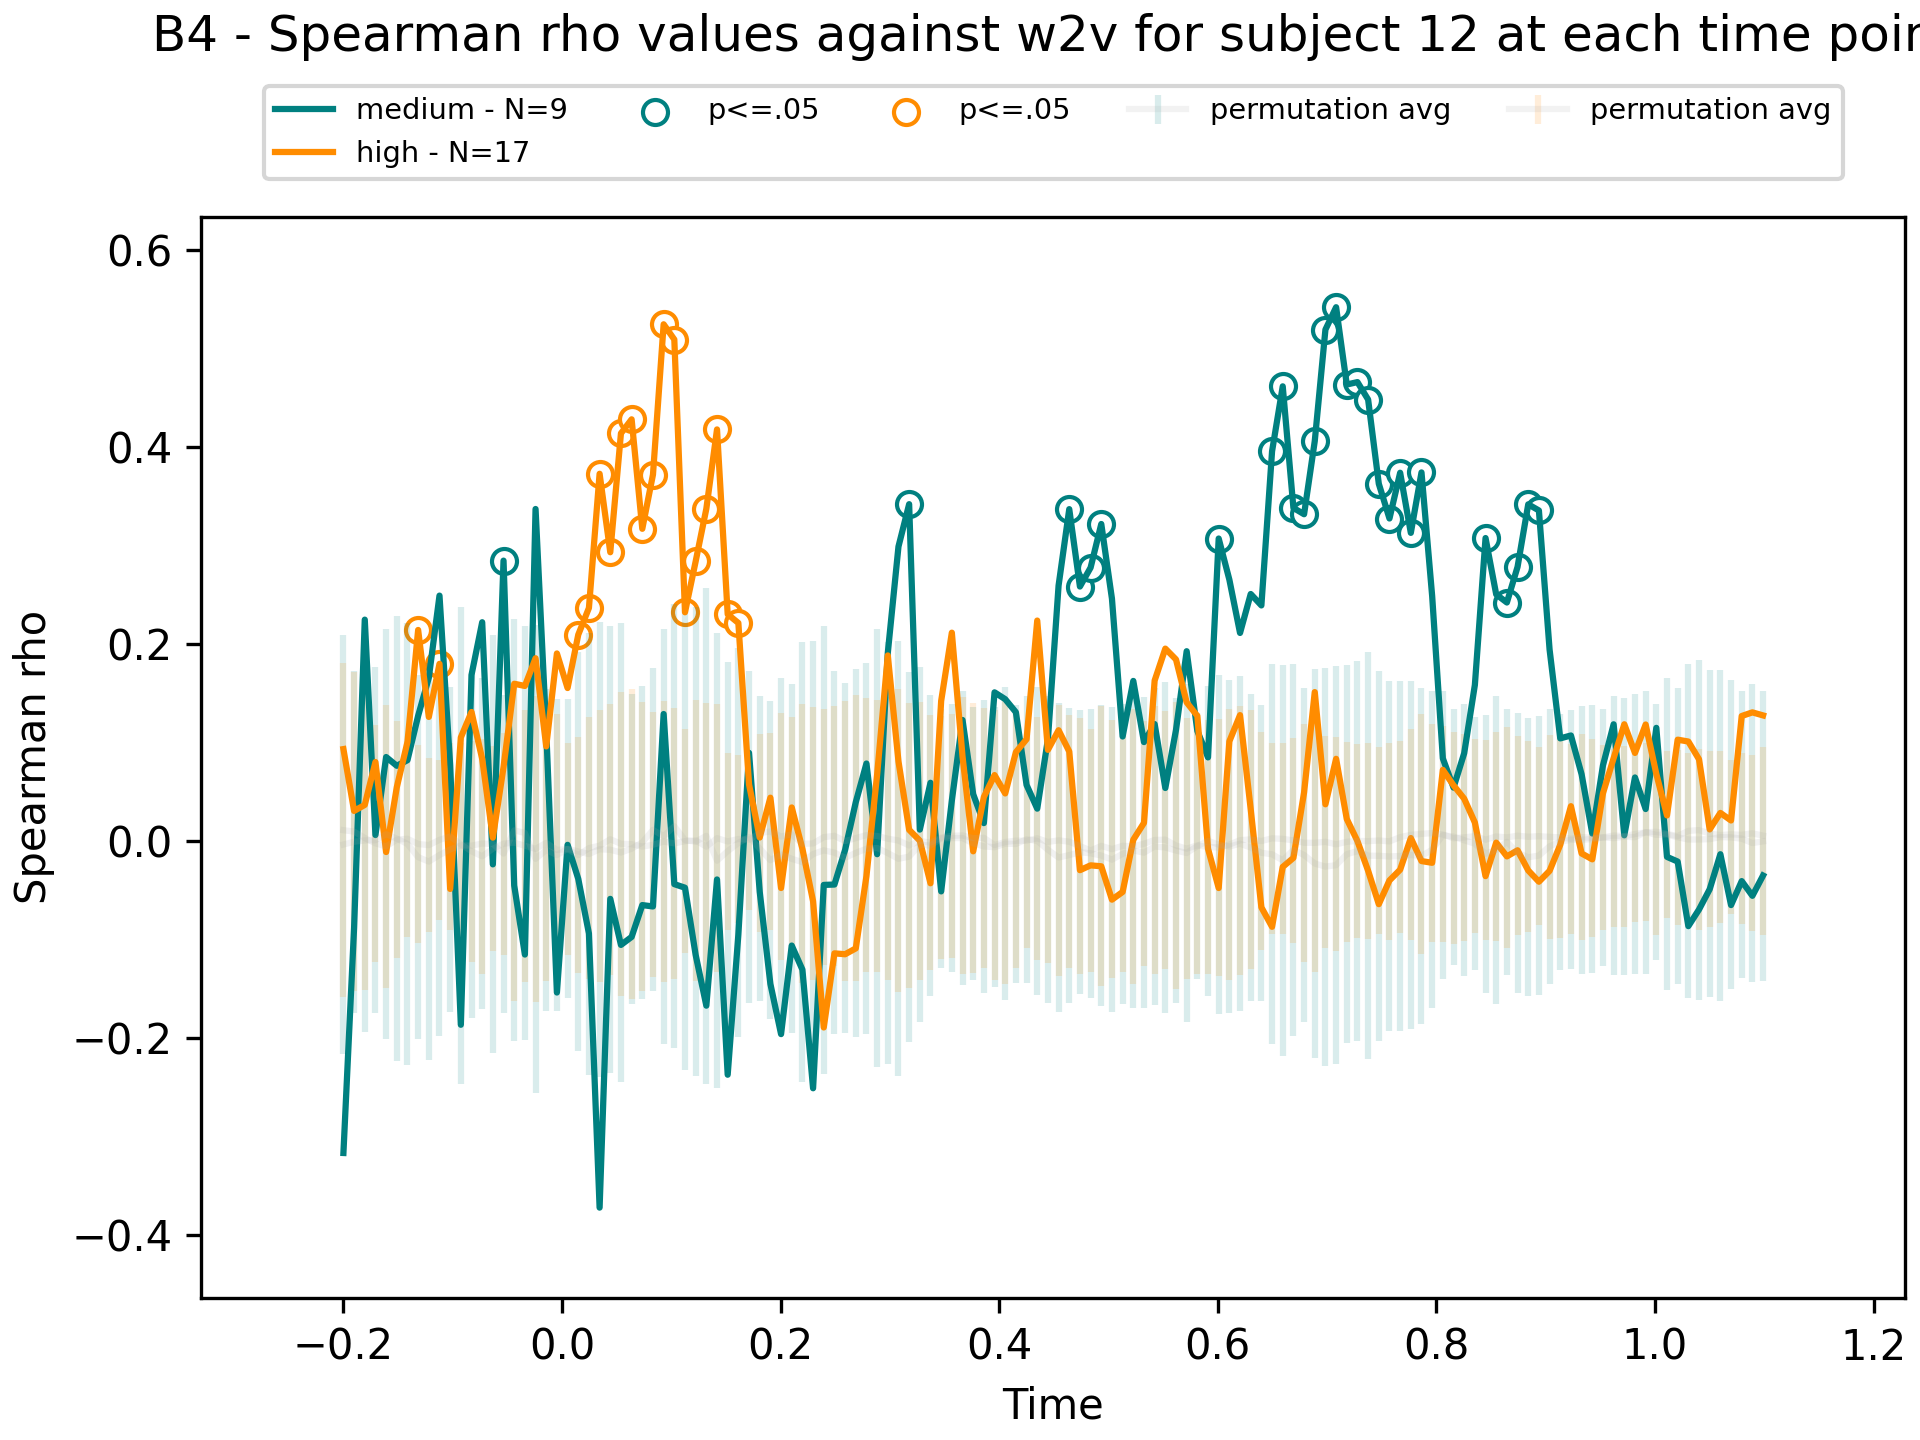 B4 - Spearman rho values against w2v for subject 12 at each time poin
medium - N=9
high - N=17
p<=.05
p<=.05
permutation avg
permutation avg
Spearman rho
0.6
0.4
0.2
0.0
−0.2
−0.4
−0.2 0.0 0.2 0.4 0.6 0.8 1.0 1.2
Time